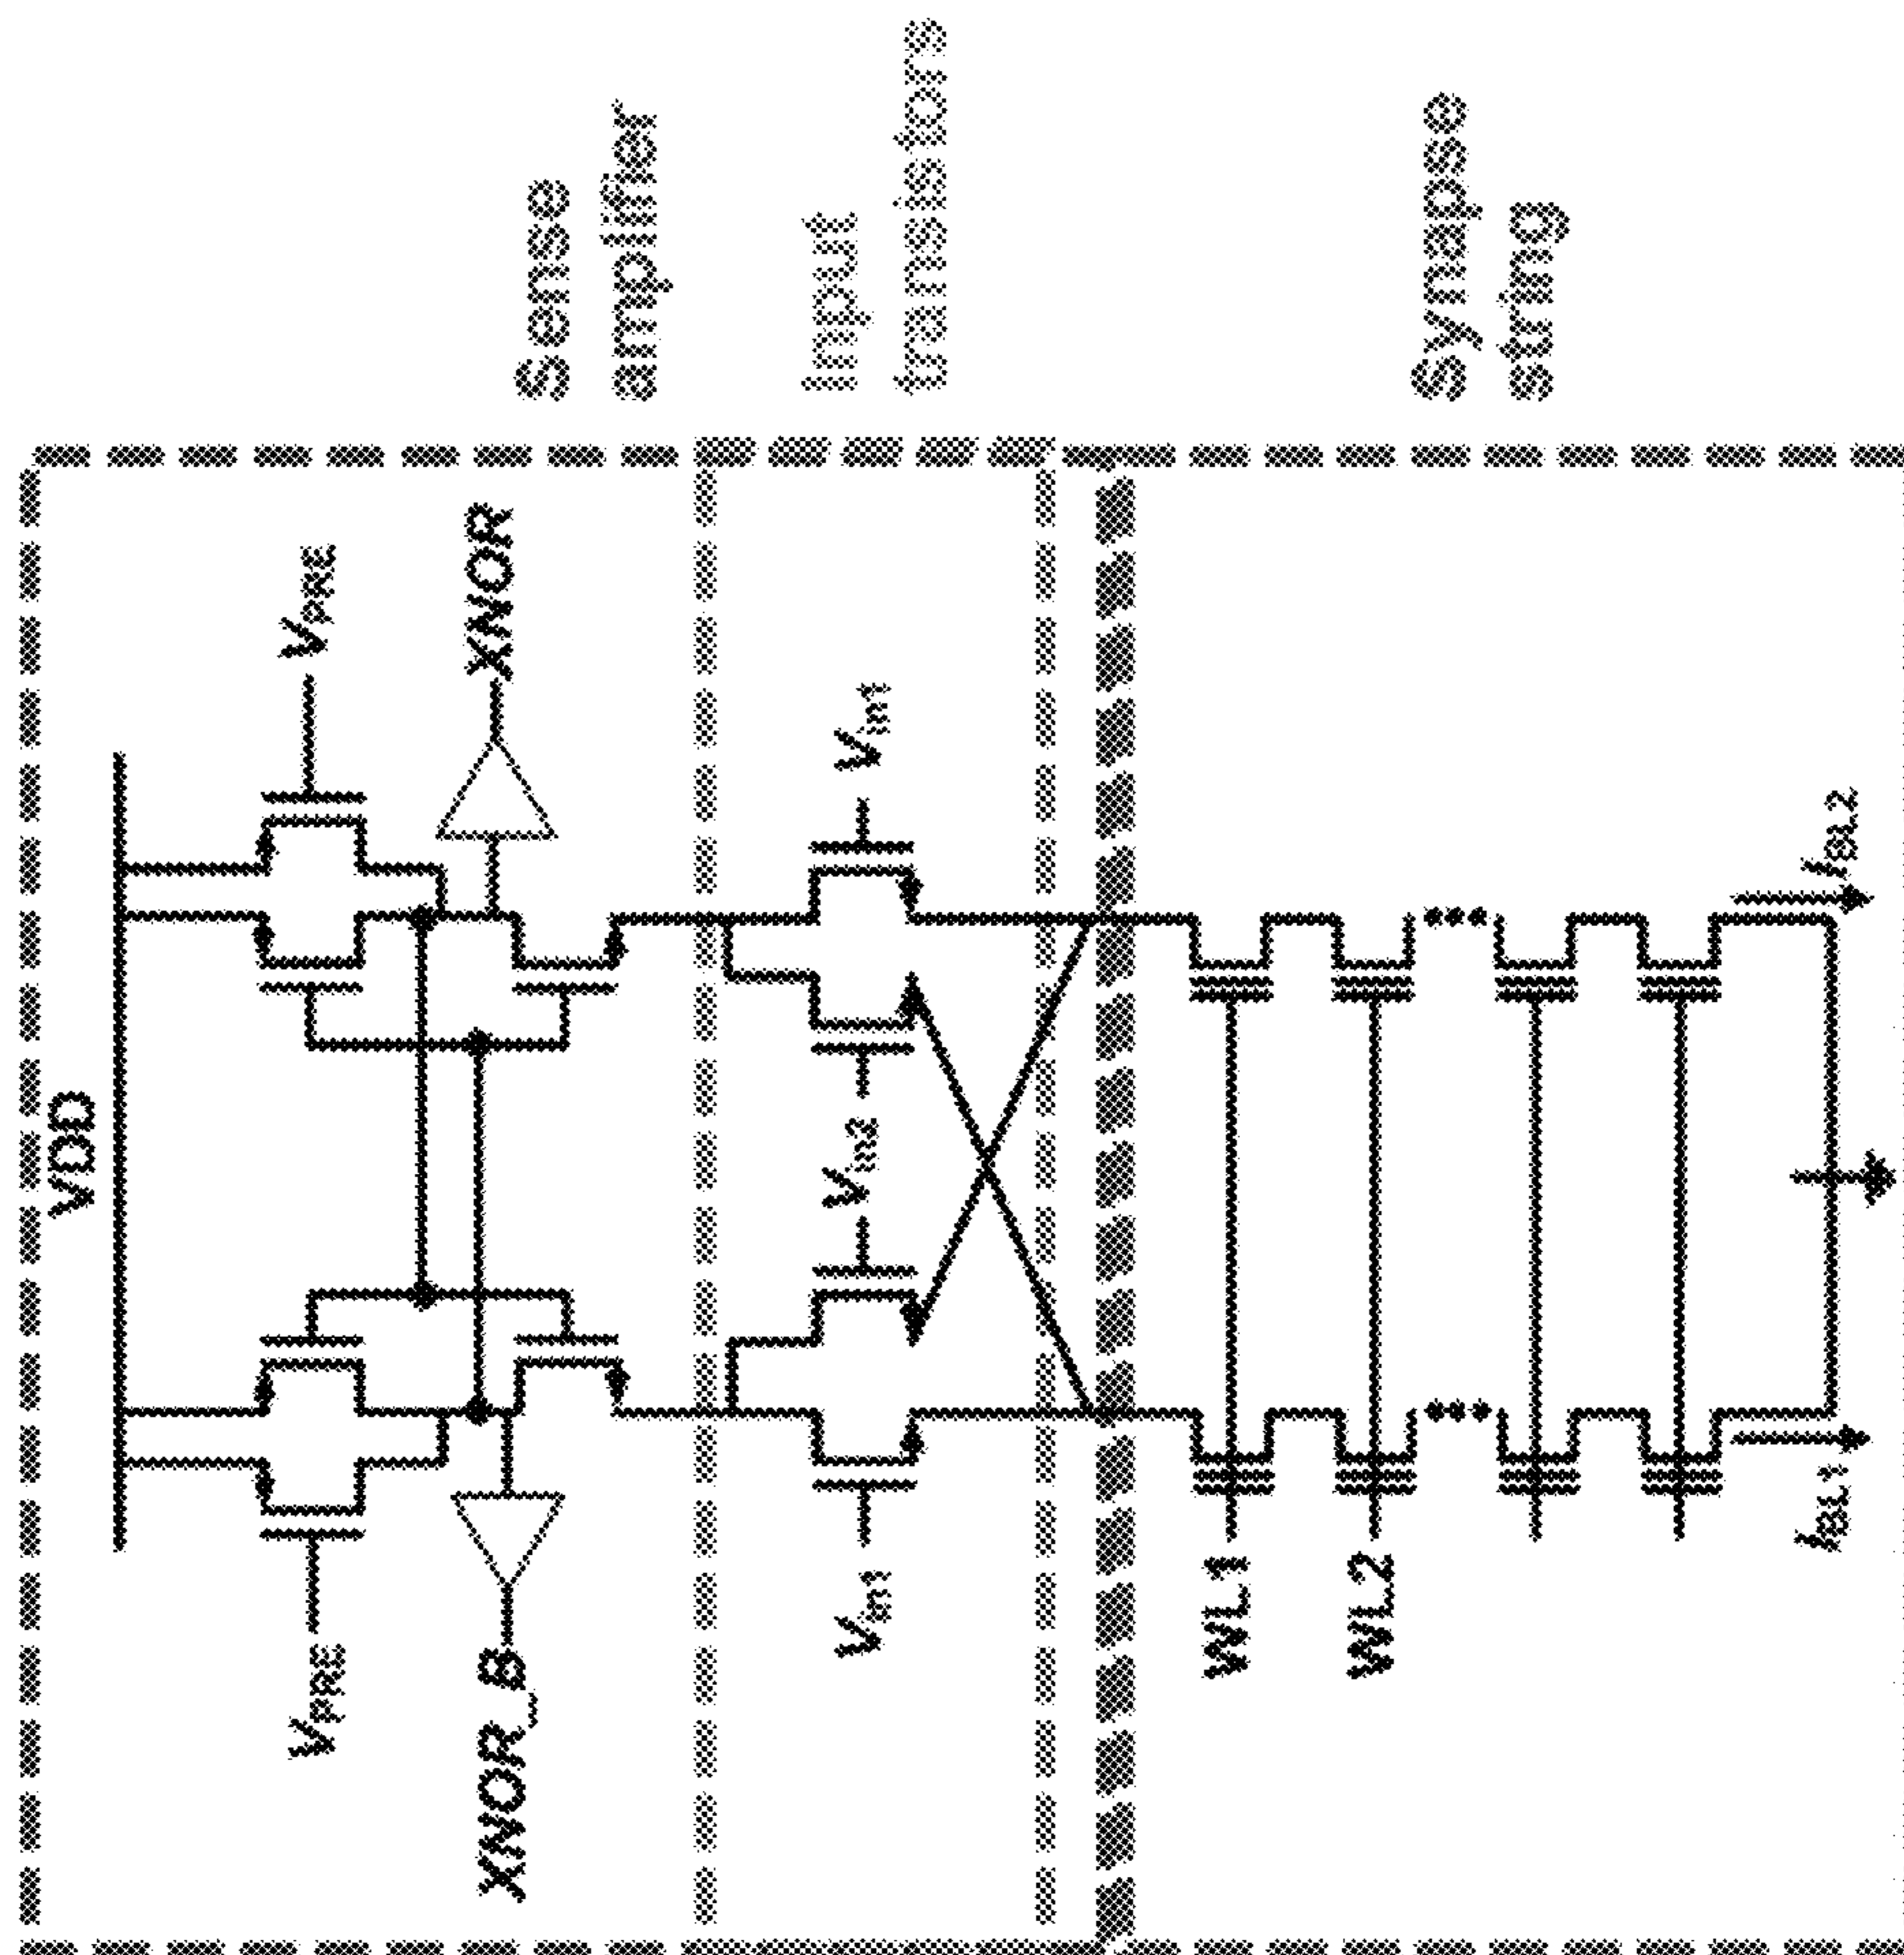 VDD
V_PRE
V_PRE
XNOR_B
XNOR
Sense
amplifier
V_in1
V_in2
V_in1
Input
transistors
WL1
WL2
Synapse
string
I_BL1
I_BL2